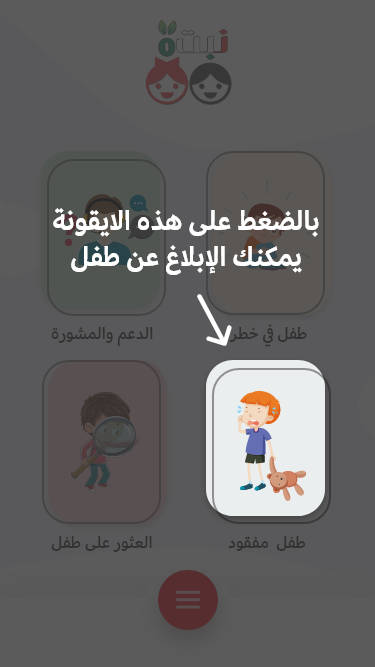 نبتة
بالضغط على هذه الايقونة
يمكنك الإبلاغ عن طفل
طفل في خطر
الدعم والمشورة
طفل مفقود
العثور على طفل